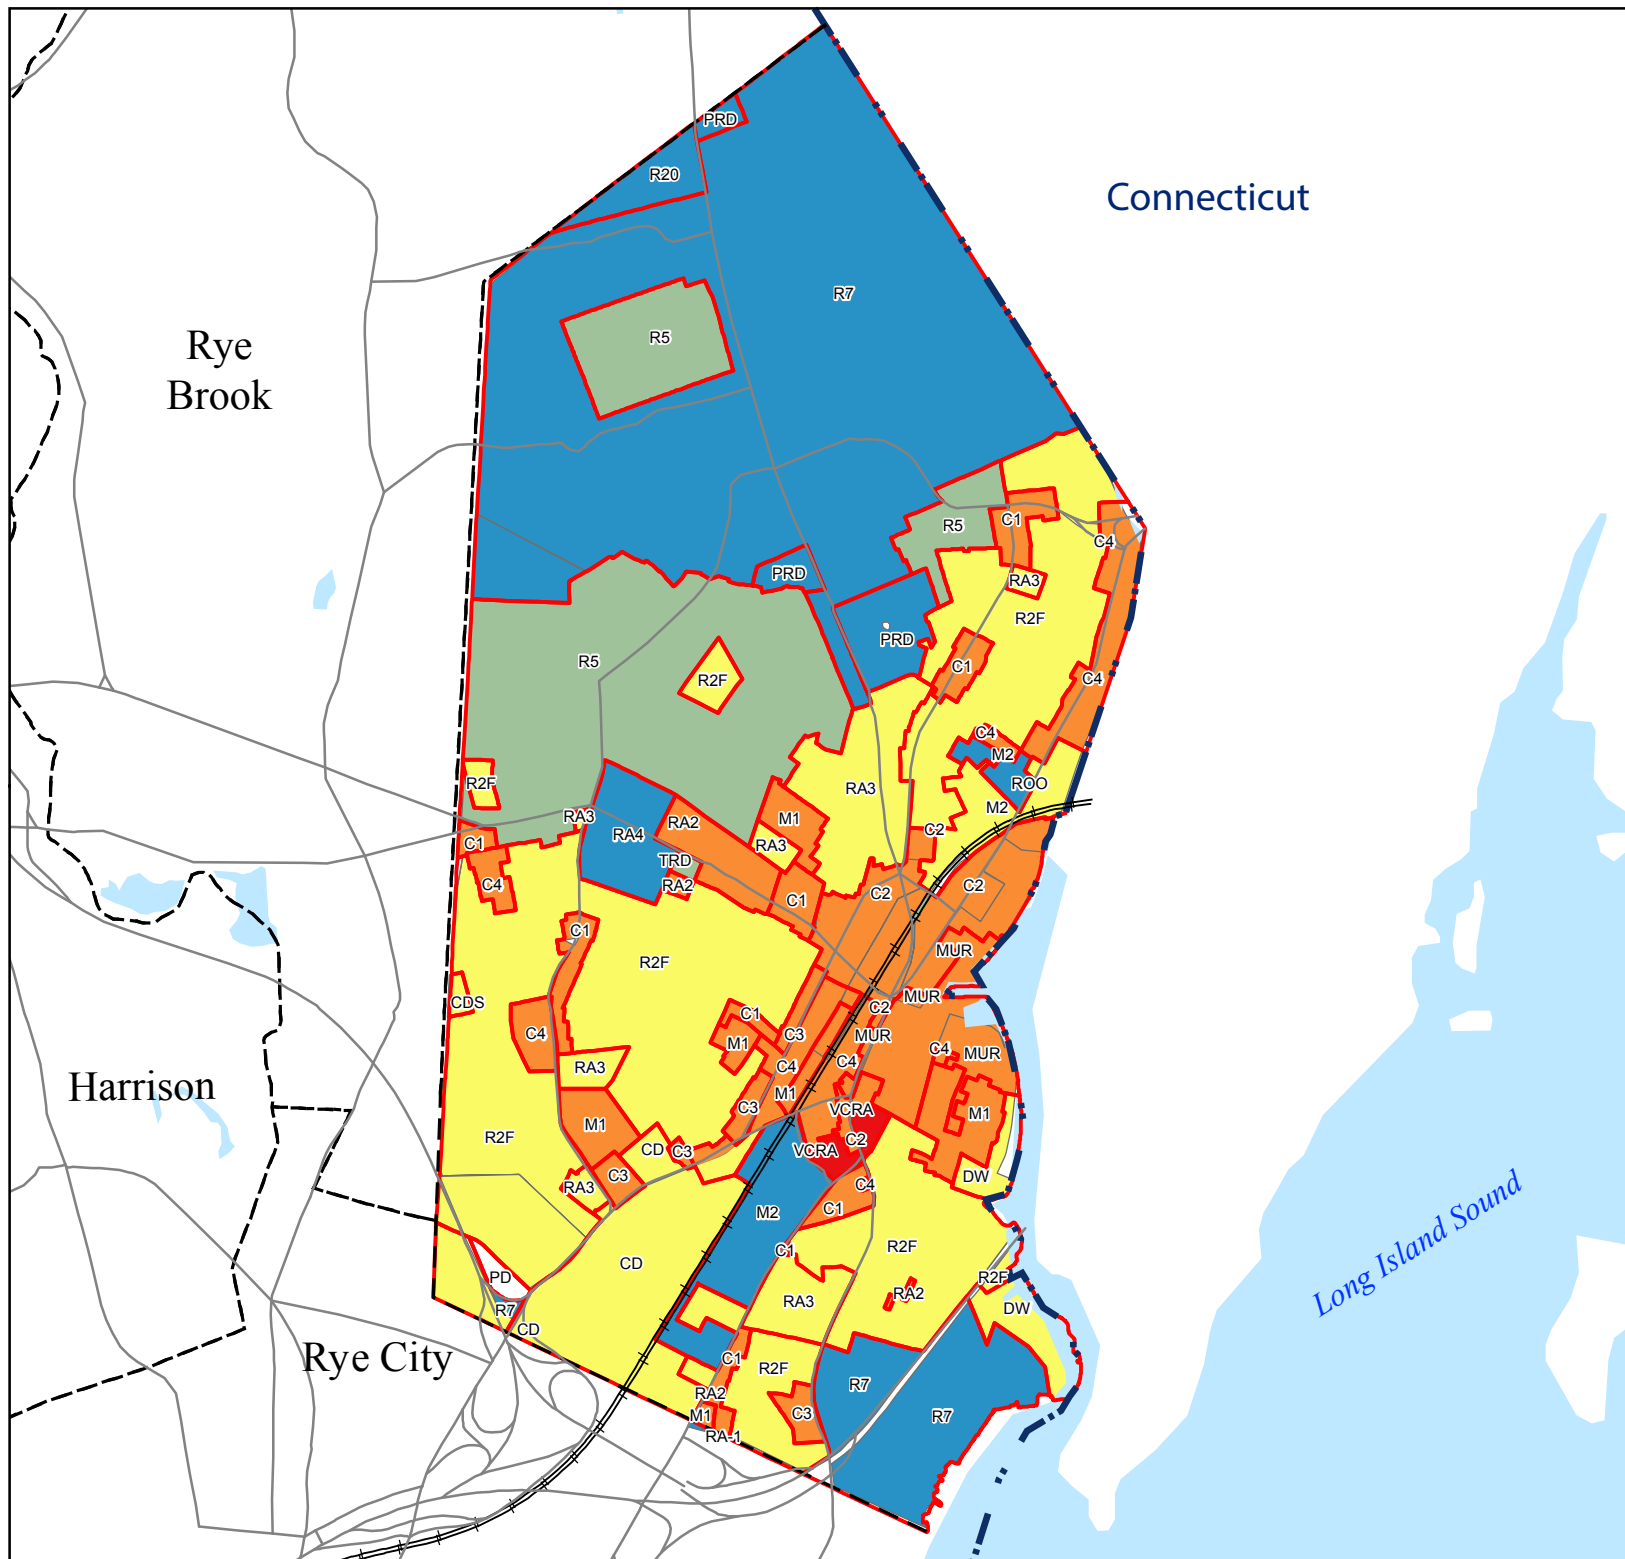 PRD
R20
Connecticut
R7
Rye
Brook
R5
R5
C1
C4
PRD
RA3
R2F
PRD
R5
C1
R2F
C4
C4
M2
R2F
ROO
RA3
M2
RA3
M1
RA2
C2
RA4
C1
RA3
TRD
C4
RA2
C2
C2
C1
C1
MUR
R2F
CDS
MUR
C2
C1
C4
C3
MUR
M1
C4
MUR
C4
RA3
C4
M1
C3
VCRA
M1
Harrison
M1
R2F
C2
CD
C3
VCRA
C3
DW
RA3
C4
C1
M2
Long Island Sound
R2F
C1
CD
PD
R2F
RA2
RA3
R7
DW
CD
Rye City
C1
R2F
R7
RA2
C3
M1
R7
RA-1